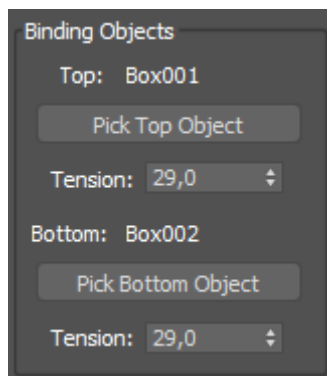 Binding Objects
Top: Box001
Pick Top Object
Tension: 29,0
Bottom: Box002
Pick Bottom Object
Tension: 29,0